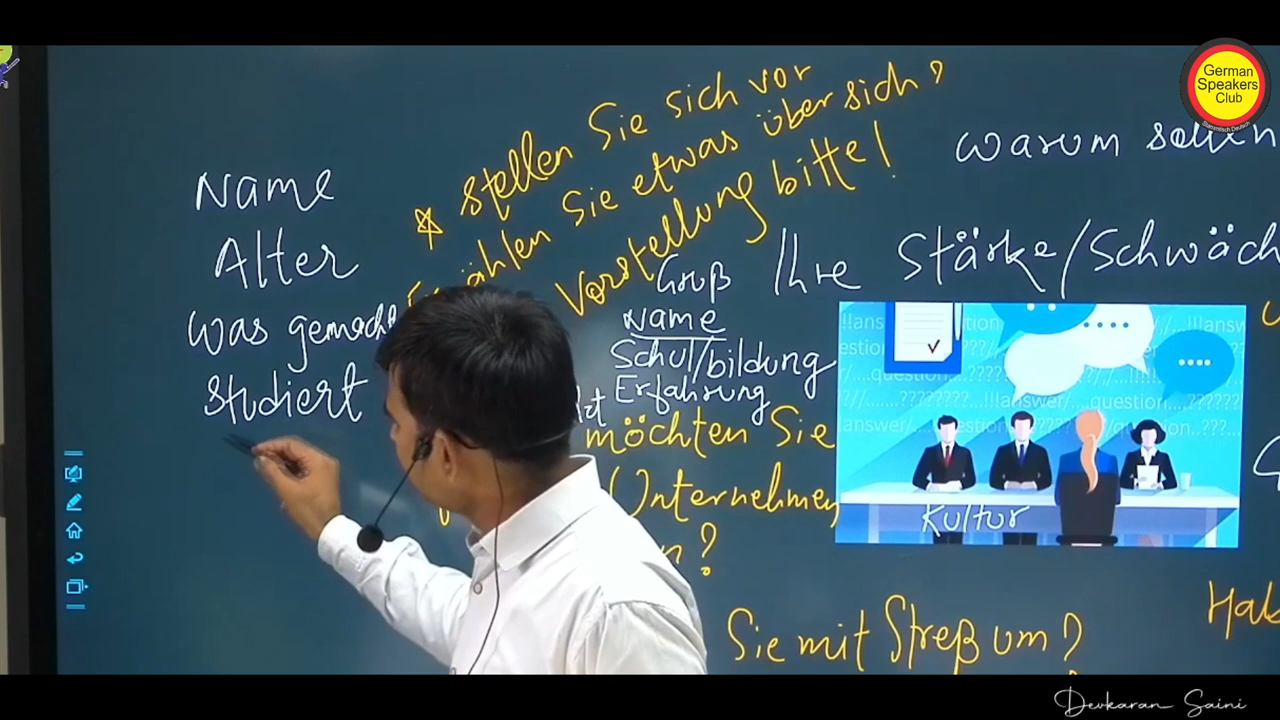 German
Speakers
Club
Name
Alter
was gemacht
studiert
* stellen Sie sich vor
Sie etwas über sich?
Vorstellung bitte!
warum sollen
Ihre Stärke/Schwäch
Gruß
Name
Schul/bildung
Erfahrung
möchten Sie
Unternehmen
?
Kultur
Sie mit Streß um?
Hab
Devkaran Saini